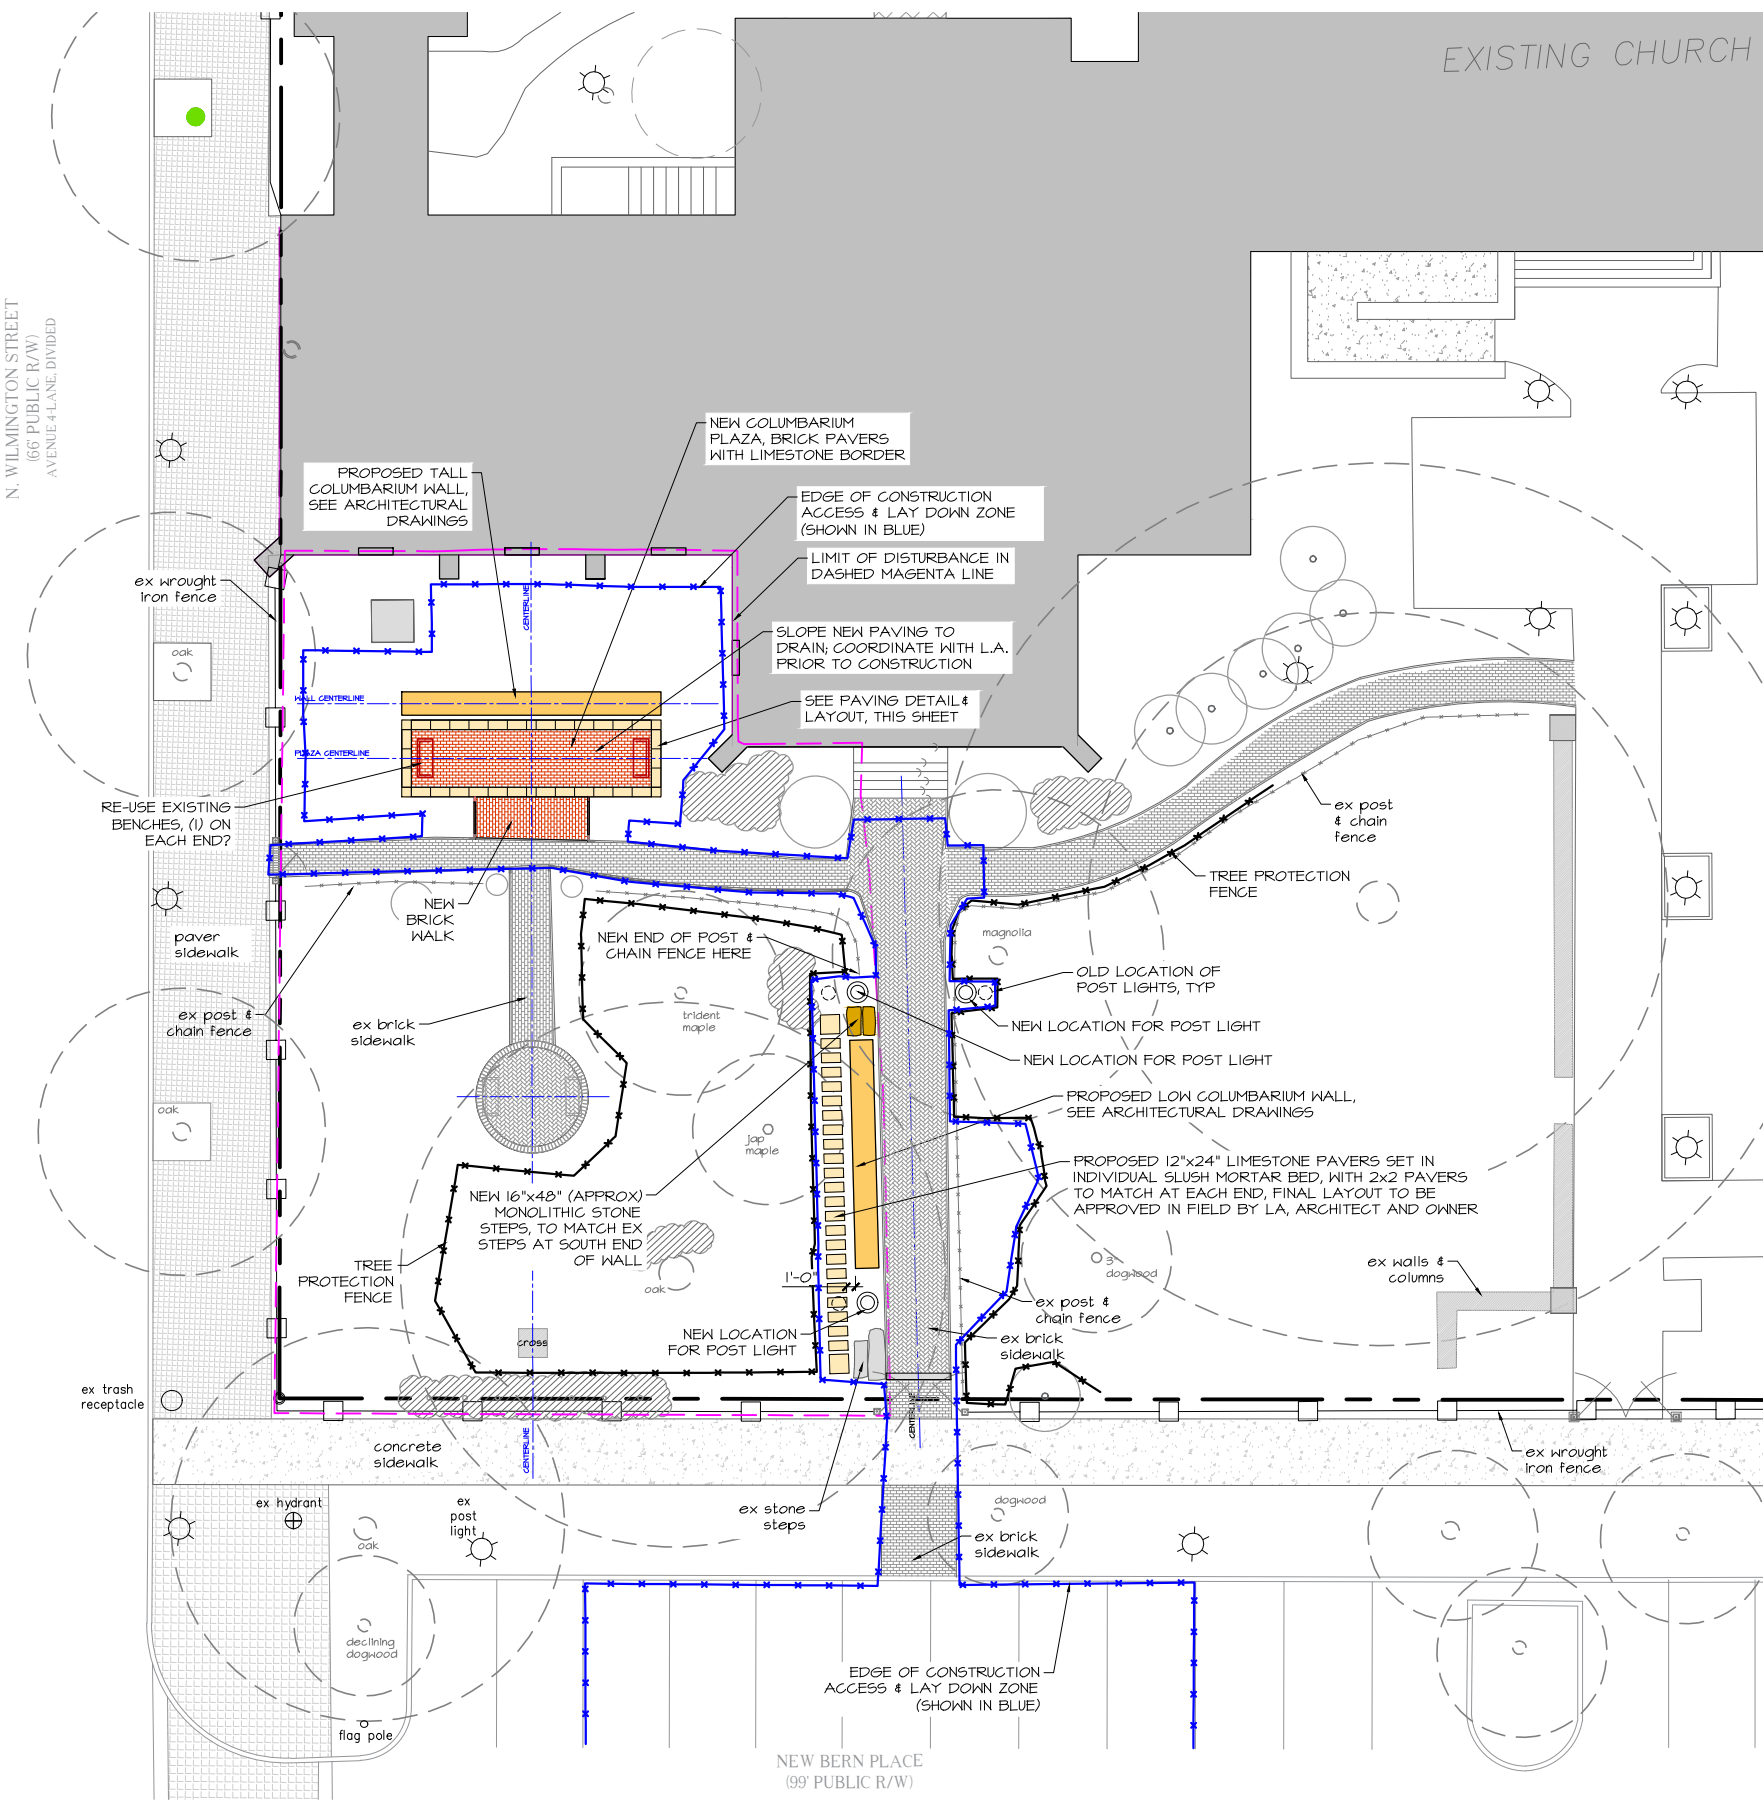 EXISTING CHURCH
N. WILMINGTON STREET
(66' PUBLIC R/W)
AVENUE 4-LANE, DIVIDED
NEW COLUMBARIUM
PLAZA, BRICK PAVERS
WITH LIMESTONE BORDER
PROPOSED TALL
COLUMBARIUM WALL,
SEE ARCHITECTURAL
DRAWINGS
EDGE OF CONSTRUCTION
ACCESS & LAY DOWN ZONE
(SHOWN IN BLUE)
LIMIT OF DISTURBANCE IN
DASHED MAGENTA LINE
ex wrought
iron fence
CENTERLINE
SLOPE NEW PAVING TO
DRAIN; COORDINATE WITH L.A.
PRIOR TO CONSTRUCTION
oak
WALL CENTERLINE
SEE PAVING DETAIL &
LAYOUT, THIS SHEET
PLAZA CENTERLINE
RE-USE EXISTING
BENCHES, (1) ON
EACH END?
ex post
& chain
fence
TREE PROTECTION
FENCE
NEW
BRICK
WALK
paver
sidewalk
NEW END OF POST &
CHAIN FENCE HERE
magnolia
OLD LOCATION OF
POST LIGHTS, TYP
ex post &
chain fence
ex brick
sidewalk
trident
maple
NEW LOCATION FOR POST LIGHT
NEW LOCATION FOR POST LIGHT
oak
jap
maple
PROPOSED LOW COLUMBARIUM WALL,
SEE ARCHITECTURAL DRAWINGS
PROPOSED 12"x24" LIMESTONE PAVERS SET IN
INDIVIDUAL SLUSH MORTAR BED, WITH 2x2 PAVERS
TO MATCH AT EACH END, FINAL LAYOUT TO BE
APPROVED IN FIELD BY LA, ARCHITECT AND OWNER
NEW 16"x48" (APPROX)
MONOLITHIC STONE
STEPS, TO MATCH EX
STEPS AT SOUTH END
OF WALL
TREE
PROTECTION
FENCE
oak
1'-0"
3"
dogwood
ex walls &
columns
ex post &
chain fence
cross
NEW LOCATION
FOR POST LIGHT
ex brick
sidewalk
ex trash
receptacle
CENTERLINE
CENTERLINE
concrete
sidewalk
ex wrought
iron fence
ex hydrant
ex
post
light
oak
ex stone
steps
dogwood
ex brick
sidewalk
declining
dogwood
flag pole
EDGE OF CONSTRUCTION
ACCESS & LAY DOWN ZONE
(SHOWN IN BLUE)
NEW BERN PLACE
(99' PUBLIC R/W)